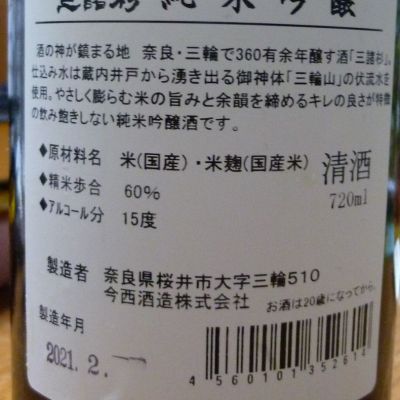 三諸杉 純米吟醸
酒の神が鎮まる地 奈良・三輪で360有余年醸す酒「三諸杉」。
仕込み水は蔵内井戸から湧き出る御神体「三輪山」の伏流水を
使用。やさしく膨らむ米の旨みと余韻を締めるキレの良さが特徴
の飲み飽きしない純米吟醸酒です。
◆原材料名 米(国産)・米麹(国産米)
◆精米歩合 60%
◆アルコール分 15度
清酒
720ml
製造者 奈良県桜井市大字三輪510
今西酒造株式会社
お酒は20歳になってから。
製造年月
2021.2.
4560101352614